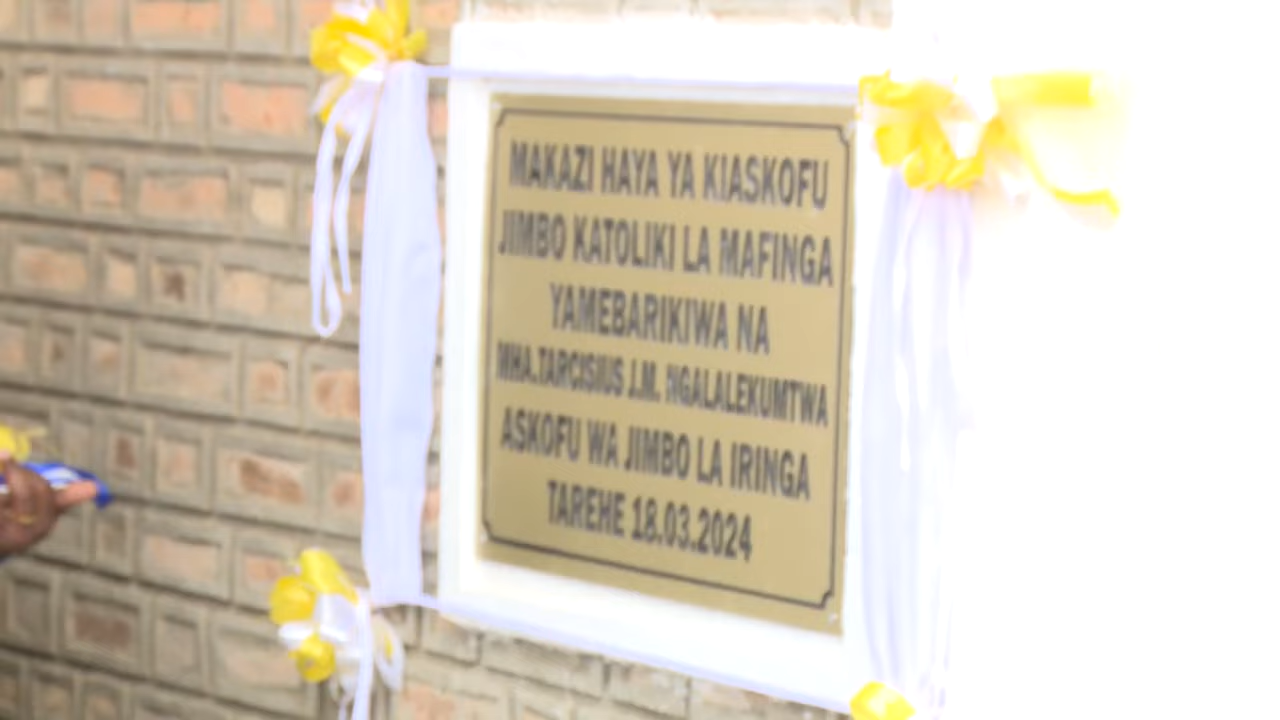 MAKAZI HAYA YA KIASKOFU
JIMBO KATOLIKI LA MAFINGA
YAMEBARIKIWA NA
MHA.TARCISIUS J.M. NGALALEKUMTWA
ASKOFU WA JIMBO LA IRINGA
TAREHE 18.03.2024